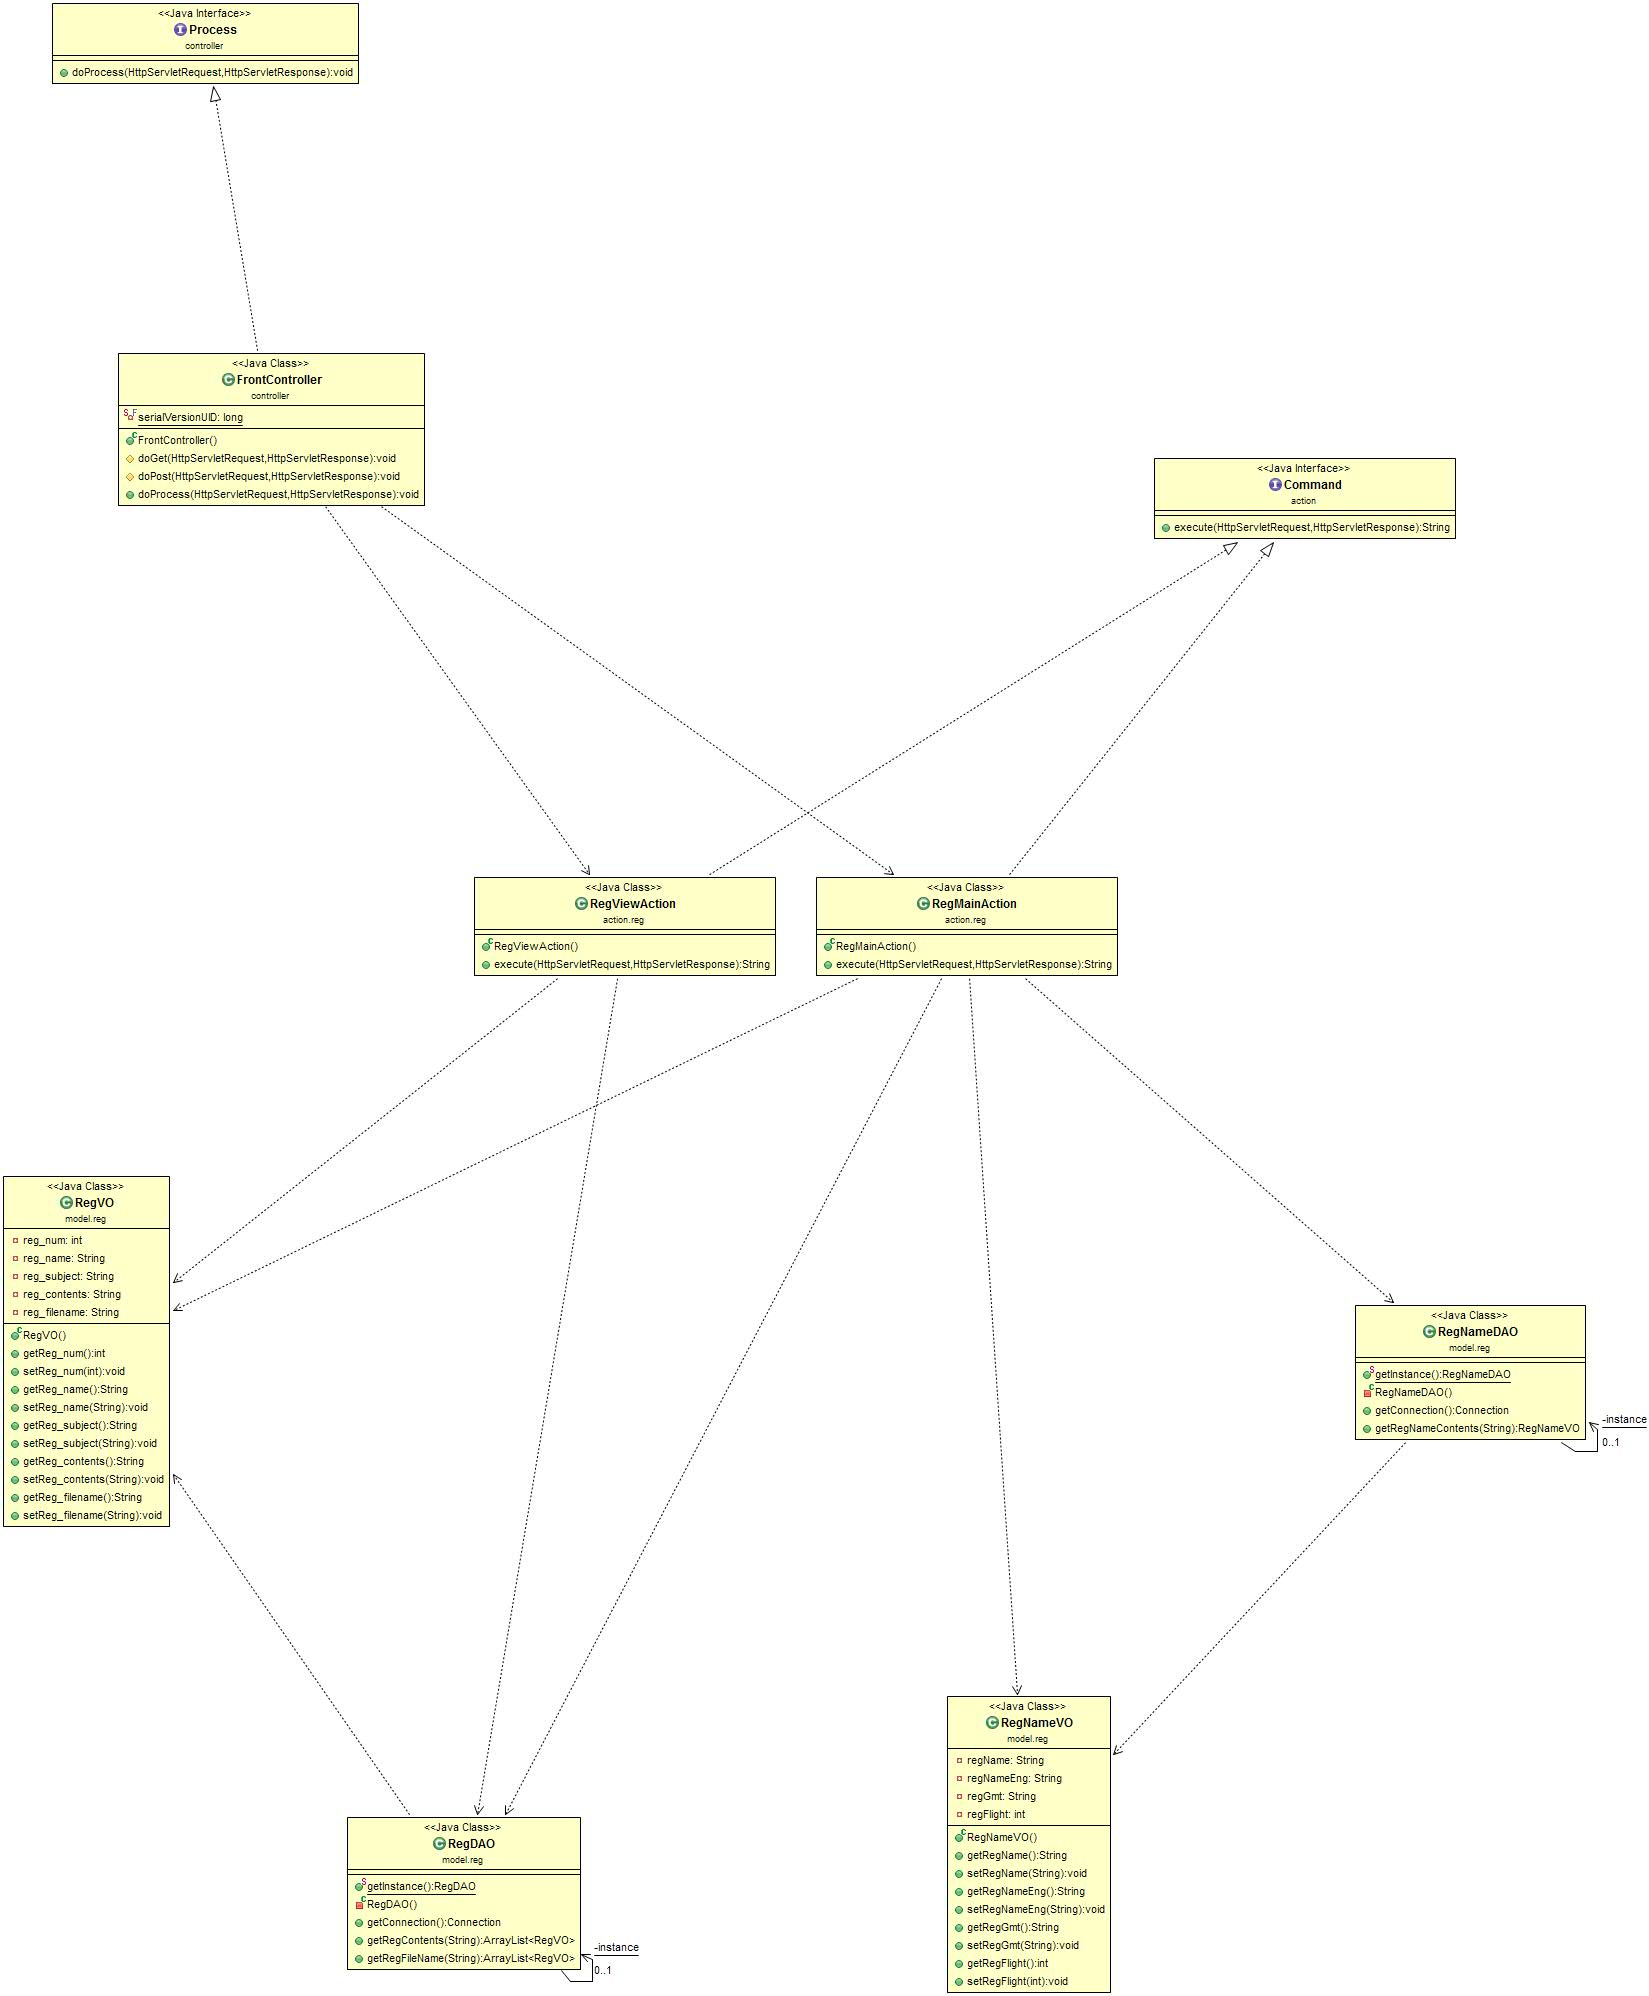 <<Java Interface>>
Process
controller
doProcess(HttpServletRequest,HttpServletResponse):void
<<Java Class>>
FrontController
controller
serialVersionUID: long
FrontController()
doGet(HttpServletRequest,HttpServletResponse):void
doPost(HttpServletRequest,HttpServletResponse):void
doProcess(HttpServletRequest,HttpServletResponse):void
<<Java Interface>>
Command
action
execute(HttpServletRequest,HttpServletResponse):String
<<Java Class>>
RegViewAction
action.reg
RegViewAction()
execute(HttpServletRequest,HttpServletResponse):String
<<Java Class>>
RegMainAction
action.reg
RegMainAction()
execute(HttpServletRequest,HttpServletResponse):String
<<Java Class>>
RegVO
model.reg
reg_num: int
reg_name: String
reg_subject: String
reg_contents: String
reg_filename: String
RegVO()
getReg_num():int
setReg_num(int):void
getReg_name():String
setReg_name(String):void
getReg_subject():String
setReg_subject(String):void
getReg_contents():String
setReg_contents(String):void
getReg_filename():String
setReg_filename(String):void
<<Java Class>>
RegNameDAO
model.reg
getInstance():RegNameDAO
RegNameDAO()
getConnection():Connection
getRegNameContents(String):RegNameVO
-instance
0..1
<<Java Class>>
RegNameVO
model.reg
regName: String
regNameEng: String
regGmt: String
regFlight: int
RegNameVO()
getRegName():String
setRegName(String):void
getRegNameEng():String
setRegNameEng(String):void
getRegGmt():String
setRegGmt(String):void
getRegFlight():int
setRegFlight(int):void
<<Java Class>>
RegDAO
model.reg
getInstance():RegDAO
RegDAO()
getConnection():Connection
getRegContents(String):ArrayList<RegVO>
getRegFileName(String):ArrayList<RegVO>
-instance
0..1